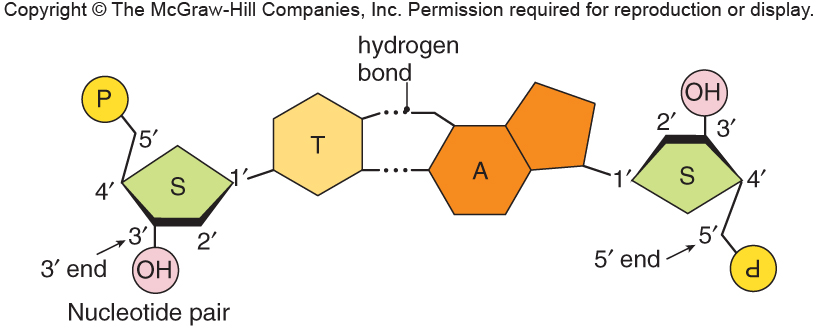 Copyright © The McGraw-Hill Companies, Inc. Permission required for reproduction or display.
hydrogen
bond
P
5′
4′
S
1′
3′
2′
3′ end
OH
T
A
OH
2′
3′
1′
S
4′
5′
5′ end
P
Nucleotide pair